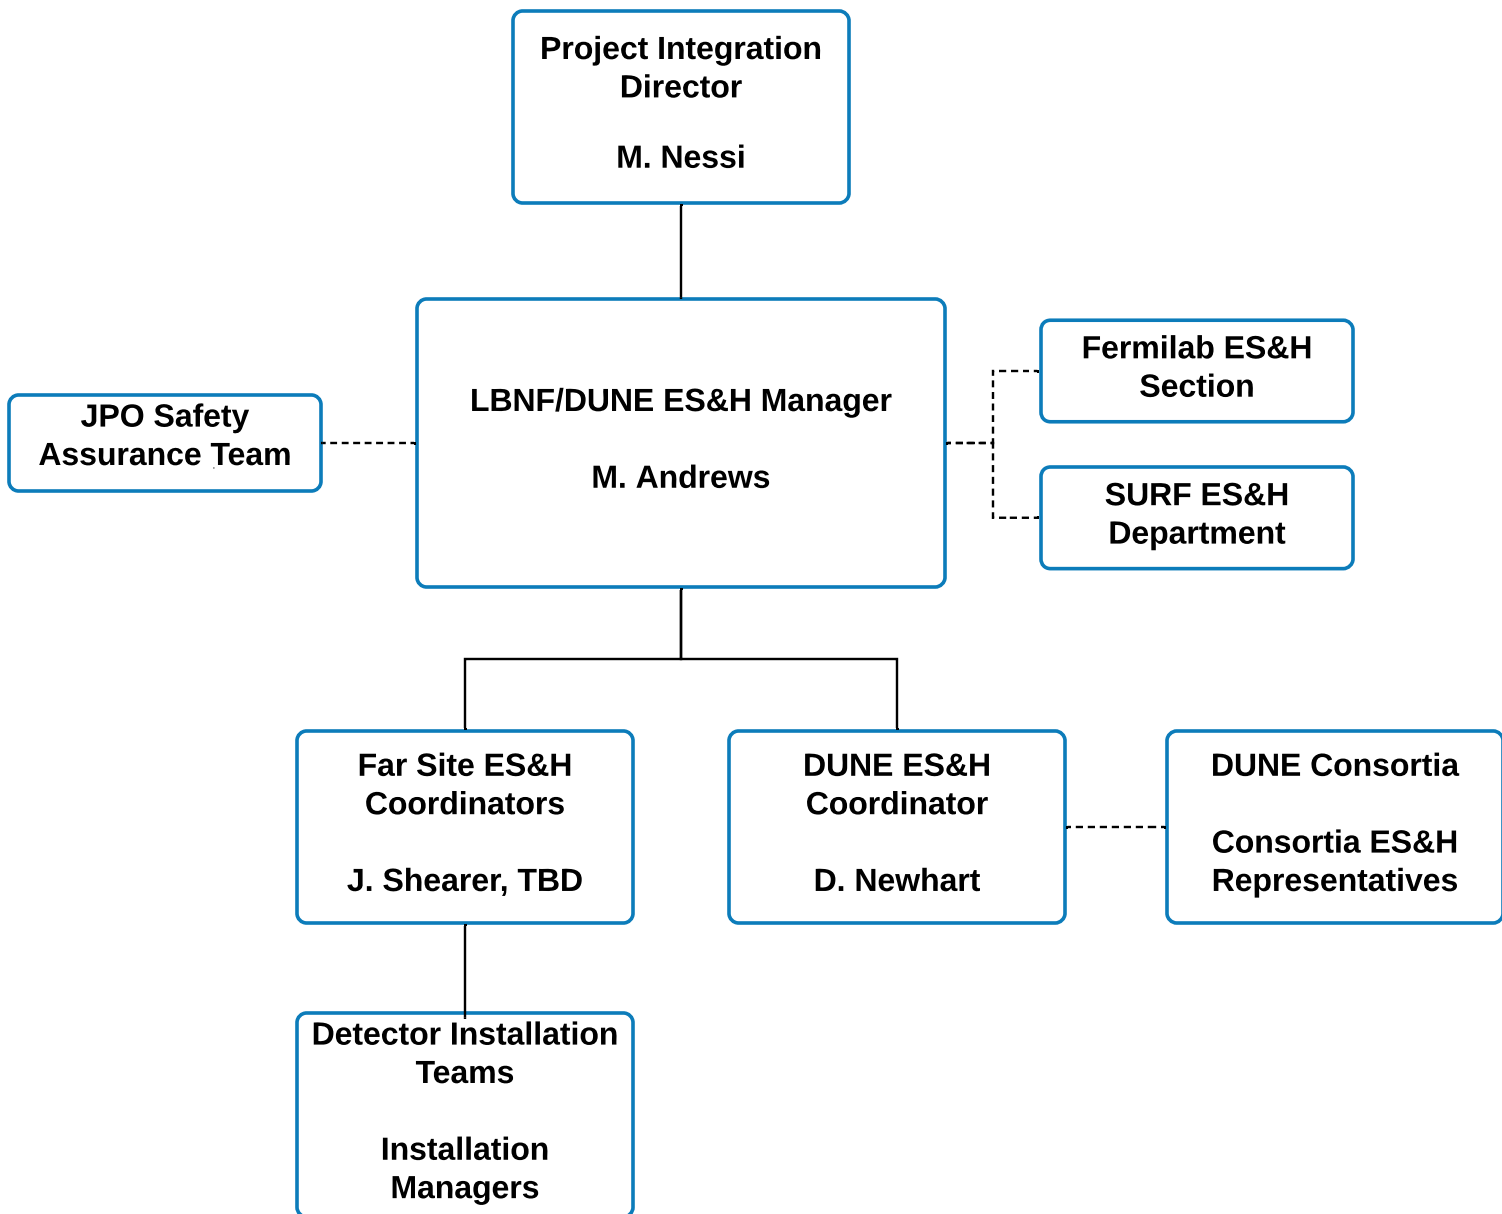 Project Integration
Director
M. Nessi
LBNF/DUNE ES&H Manager
M. Andrews
JPO Safety
Assurance Team
Fermilab ES&H
Section
SURF ES&H
Department
Far Site ES&H
Coordinators
J. Shearer, TBD
DUNE ES&H
Coordinator
D. Newhart
DUNE Consortia
Consortia ES&H
Representatives
Detector Installation
Teams
Installation
Managers